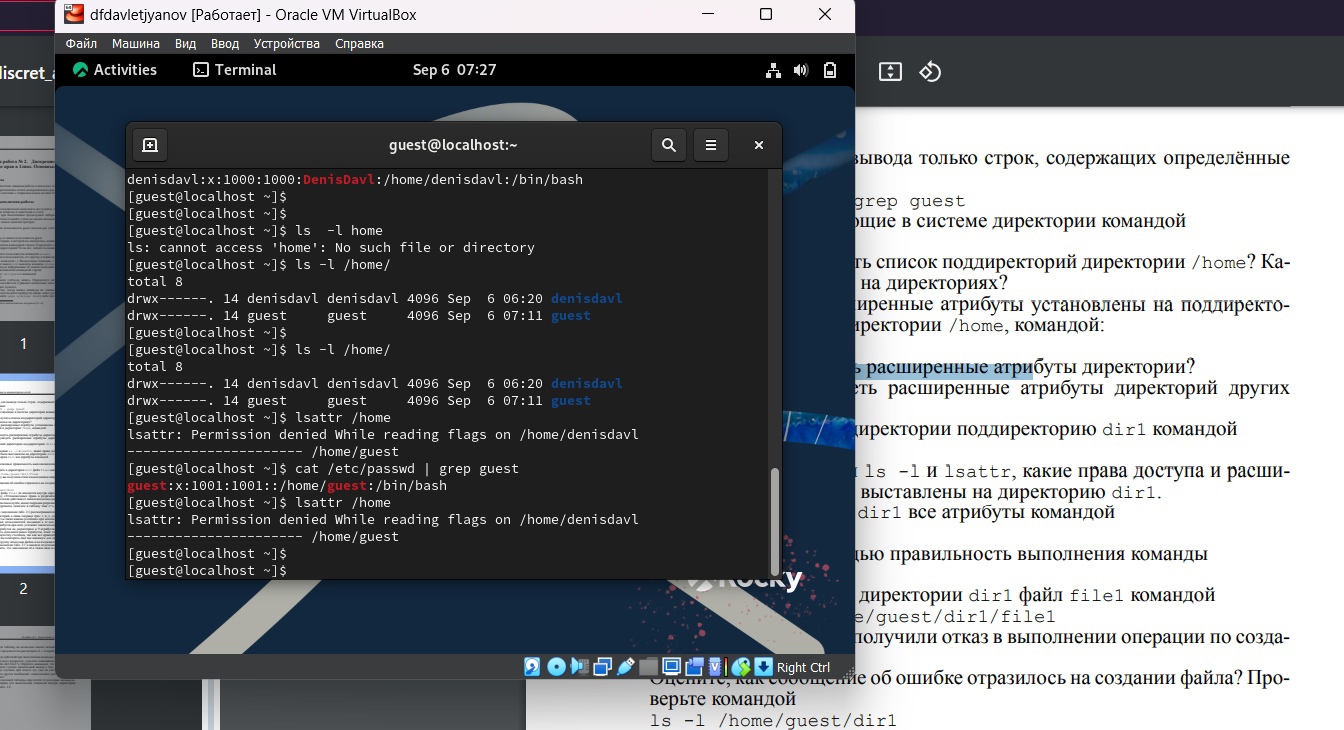 dfdavletjyanov [Работает] - Oracle VM VirtualBox
Файл Машина Вид Ввод Устройства Справка
Activities Terminal Sep 6 07:27
guest@localhost:~
denisdavl:x:1000:1000:DenisDavl:/home/denisdavl:/bin/bash
[guest@localhost ~]$
[guest@localhost ~]$
[guest@localhost ~]$ ls  -l home
ls: cannot access 'home': No such file or directory
[guest@localhost ~]$ ls -l /home/
total 8
drwx------. 14 denisdavl denisdavl 4096 Sep  6 06:20 denisdavl
drwx------. 14 guest     guest     4096 Sep  6 07:11 guest
[guest@localhost ~]$
[guest@localhost ~]$ ls -l /home/
total 8
drwx------. 14 denisdavl denisdavl 4096 Sep  6 06:20 denisdavl
drwx------. 14 guest     guest     4096 Sep  6 07:11 guest
[guest@localhost ~]$ lsattr /home
lsattr: Permission denied While reading flags on /home/denisdavl
---------------------- /home/guest
[guest@localhost ~]$ cat /etc/passwd | grep guest
guest:x:1001:1001::/home/guest:/bin/bash
[guest@localhost ~]$ lsattr /home
lsattr: Permission denied While reading flags on /home/denisdavl
---------------------- /home/guest
[guest@localhost ~]$
[guest@localhost ~]$
Rocky
Right Ctrl
1
2
вывода только строк, содержащих определённые
grep guest
ющие в системе директории командой
ть список поддиректорий директории /home? Ка-
на директориях?
иренные атрибуты установлены на поддиректо-
иректории /home, командой:
ь расширенные атрибуты директории?
еть расширенные атрибуты директорий других
директории поддиректорию dir1 командой
ls -l и lsattr, какие права доступа и расши-
выставлены на директорию dir1.
dir1 все атрибуты командой
ью правильность выполнения команды
директории dir1 файл file1 командой
e/guest/dir1/file1
получили отказ в выполнении операции по созда-
Оцените, как сообщение об ошибке отразилось на создании файла? Про-
верьте командой
ls -l /home/guest/dir1